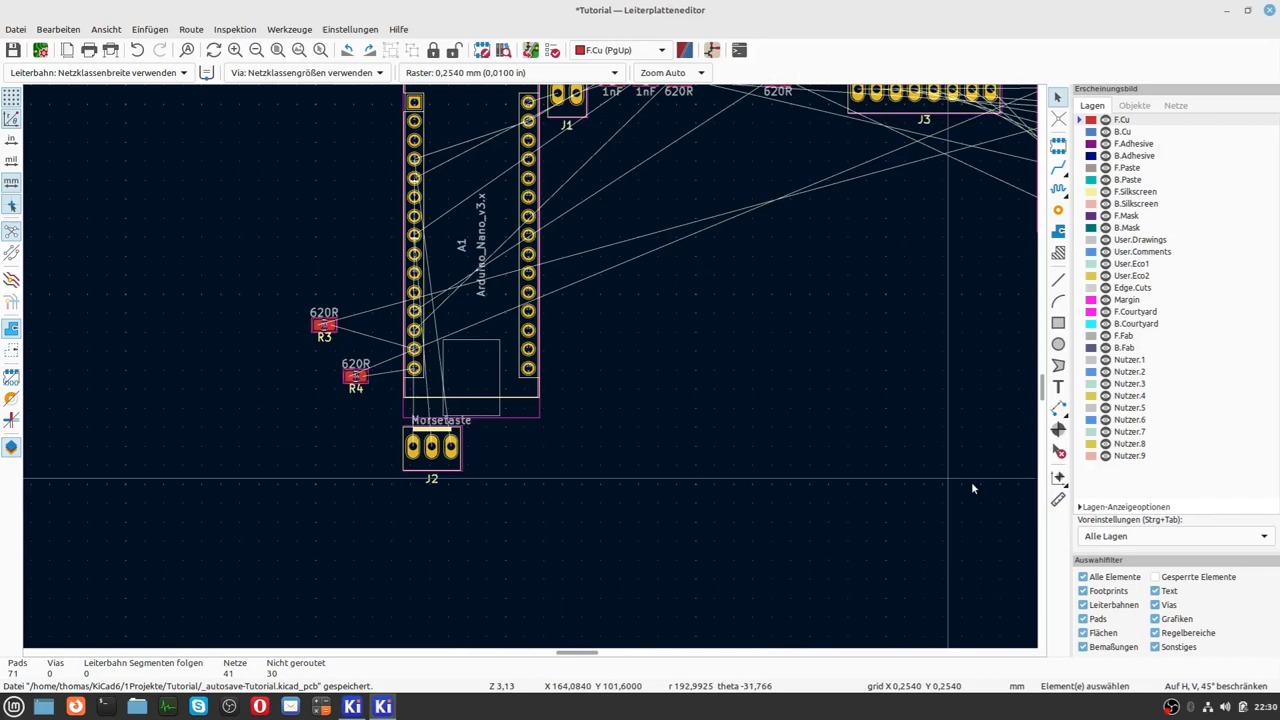 *Tutorial — Leiterplatteneditor
Datei Bearbeiten Ansicht Einfügen Route Inspektion Werkzeuge Einstellungen Hilfe
F.Cu (PgUp)
Leiterbahn: Netzklassenbreite verwenden Via: Netzklassengrößen verwenden Raster: 0,2540 mm (0,0100 in) Zoom Auto
in
mil
mm
1nF 1nF 620R 620R
J1 J3
A1
Arduino_Nano_v3.x
620R
R3
620R
R4
Morsetaste
J2
Erscheinungsbild
Lagen Objekte Netze
F.Cu
B.Cu
F.Adhesive
B.Adhesive
F.Paste
B.Paste
F.Silkscreen
B.Silkscreen
F.Mask
B.Mask
User.Drawings
User.Comments
User.Eco1
User.Eco2
Edge.Cuts
Margin
F.Courtyard
B.Courtyard
F.Fab
B.Fab
Nutzer.1
Nutzer.2
Nutzer.3
Nutzer.4
Nutzer.5
Nutzer.6
Nutzer.7
Nutzer.8
Nutzer.9
Lagen-Anzeigeoptionen
Voreinstellungen (Strg+Tab):
Alle Lagen
Auswahlfilter
Alle Elemente Gesperrte Elemente
Footprints Text
Leiterbahnen Vias
Pads Grafiken
Flächen Regelbereiche
Bemaßungen Sonstiges
Pads Vias Leiterbahn Segmenten folgen Netze Nicht geroutet
71 0 0 41 30
Datei "/home/thomas/KiCad6/1Projekte/Tutorial/_autosave-Tutorial.kicad_pcb" gespeichert. Z 3,13 X 164,0840 Y 101,6000 r 192,9925 theta -31,766 grid X 0,2540 Y 0,2540 mm Element(e) auswählen Auf H, V, 45° beschränken
Ki Ki 22:30